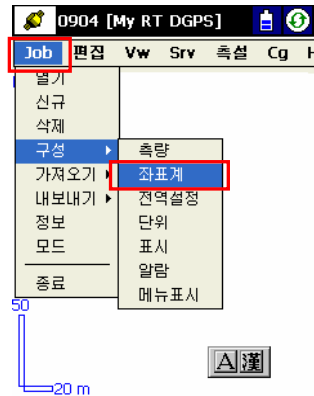 0904 [My RT DGPS]
Job 편집 Vw Srv 측설 Cg
열기
신규
삭제
구성
가져오기
내보내기
정보
모드
종료
측량
좌표계
전역설정
단위
표시
알람
메뉴표시
50
20 m
A 漢